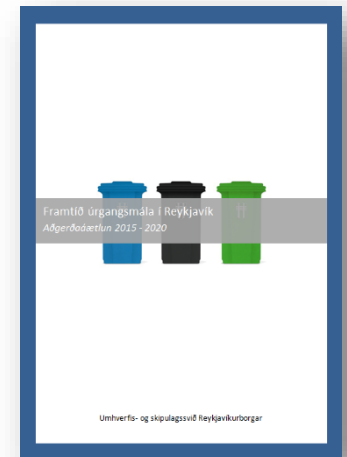 Framtíð úrgangsmála í Reykjavík
Aðgerðaáætlun 2015 - 2020
Umhverfis- og skipulagssvið Reykjavíkurborgar